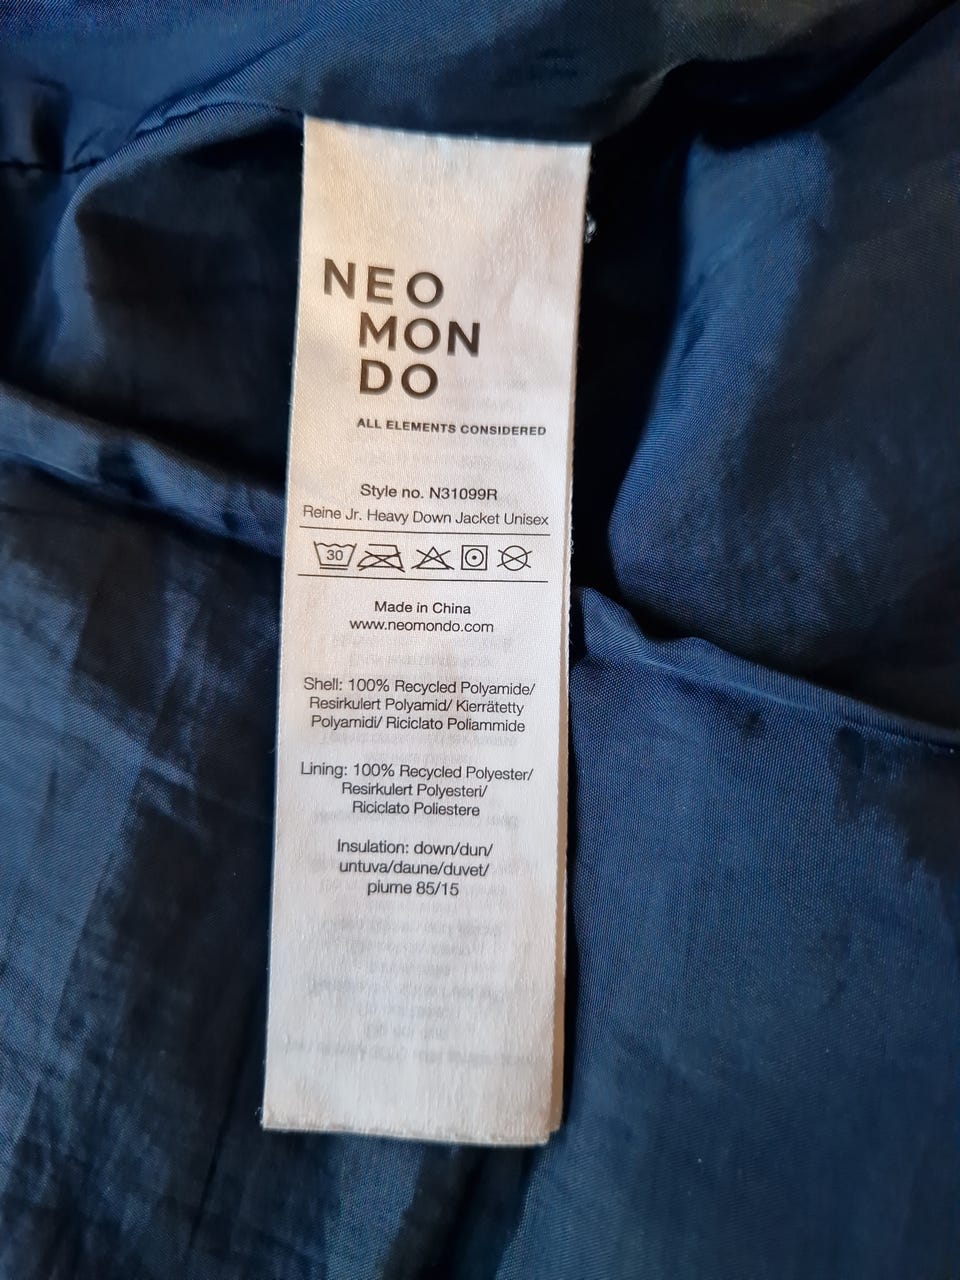 NEO
MON
DO
ALL ELEMENTS CONSIDERED
Style no. N31099R
Reine Jr. Heavy Down Jacket Unisex
30
Made in China
www.neomondo.com
Shell: 100% Recycled Polyamide/
Resirkulert Polyamid/ Kierrätetty
Polyamidi/ Riciclato Poliammide
Lining: 100% Recycled Polyester/
Resirkulert Polyesteri/
Riciclato Poliestere
Insulation: down/dun/
untuva/daune/duvet/
piume 85/15